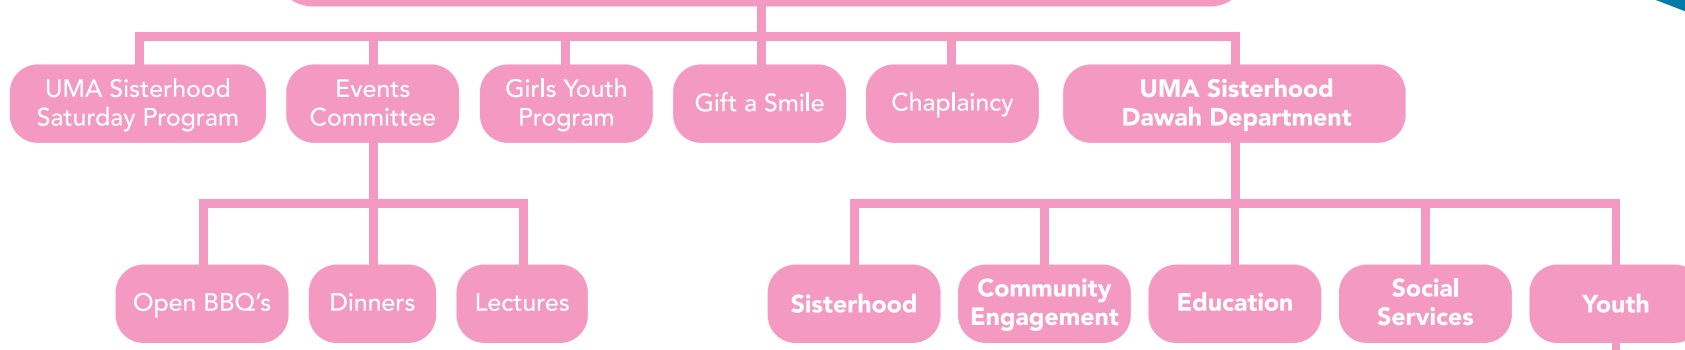 UMA Sisterhood
Saturday Program
Events
Committee
Girls Youth
Program
Gift a Smile
Chaplaincy
UMA Sisterhood
Dawah Department
Open BBQ’s
Dinners
Lectures
Sisterhood
Community
Engagement
Education
Social
Services
Youth